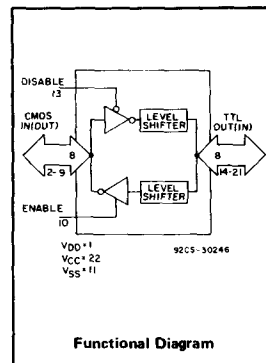 DISABLE
13
CMOS
IN(OUT)
8
2-9
LEVEL
SHIFTER
TTL
OUT(IN)
8
14-21
LEVEL
SHIFTER
ENABLE
10
VDD=1
VCC=22
VSS=11
92CS-30246
Functional Diagram